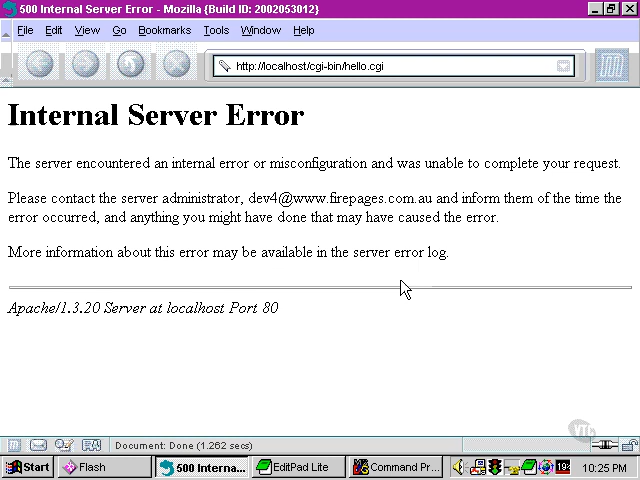 500 Internal Server Error - Mozilla {Build ID: 2002053012}
File Edit View Go Bookmarks Tools Window Help
http://localhost/cgi-bin/hello.cgi
Internal Server Error
The server encountered an internal error or misconfiguration and was unable to complete your request.
Please contact the server administrator, dev4@www.firepages.com.au and inform them of the time the
error occurred, and anything you might have done that may have caused the error.
More information about this error may be available in the server error log.
Apache/1.3.20 Server at localhost Port 80
Document: Done (1.262 secs)
Start Flash 500 Interna... EditPad Lite Command Pr... 10:25 PM